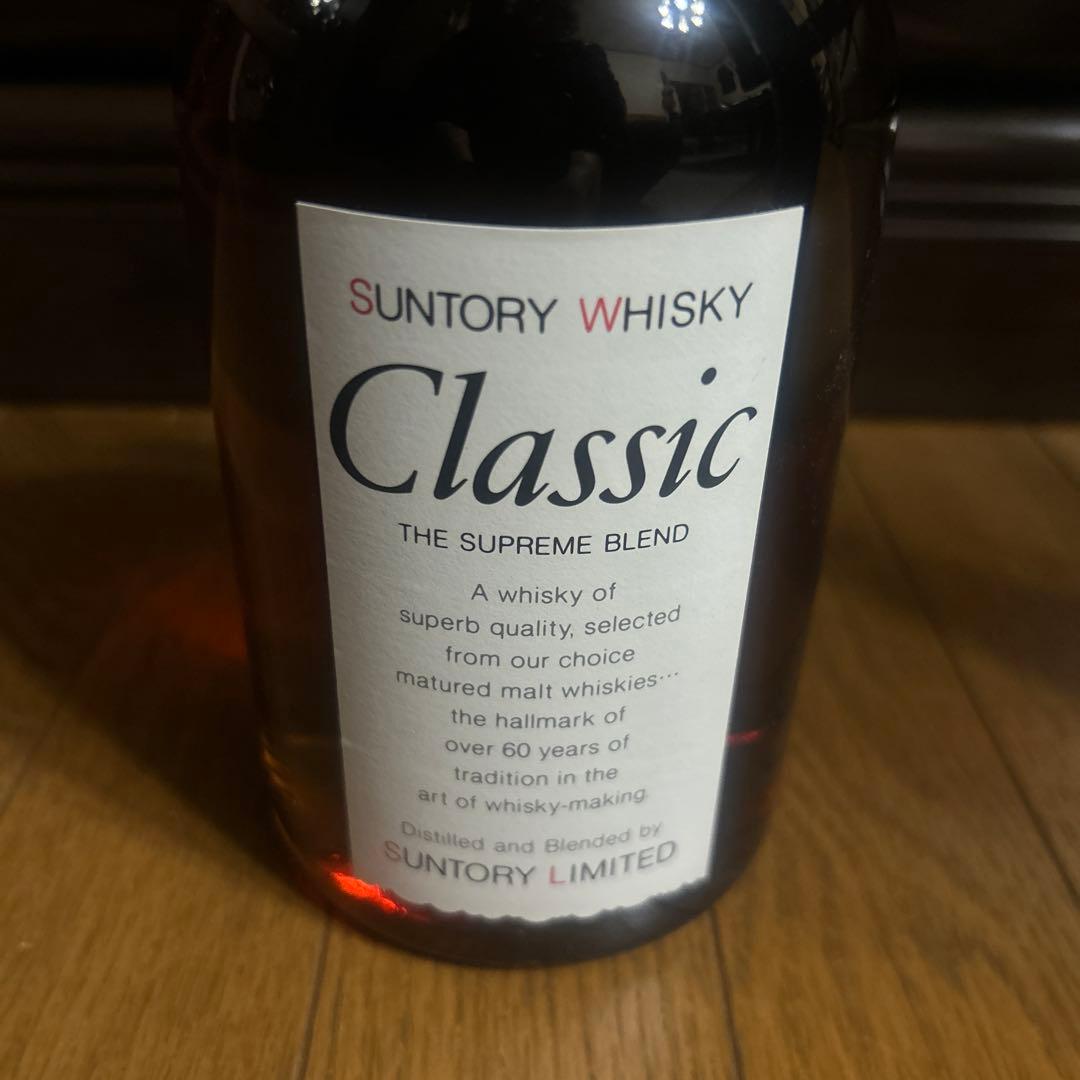 SUNTORY WHISKY
Classic
THE SUPREME BLEND
A whisky of
superb quality, selected
from our choice
matured malt whiskies…
the hallmark of
over 60 years of
tradition in the
art of whisky-making.
Distilled and Blended by
SUNTORY LIMITED